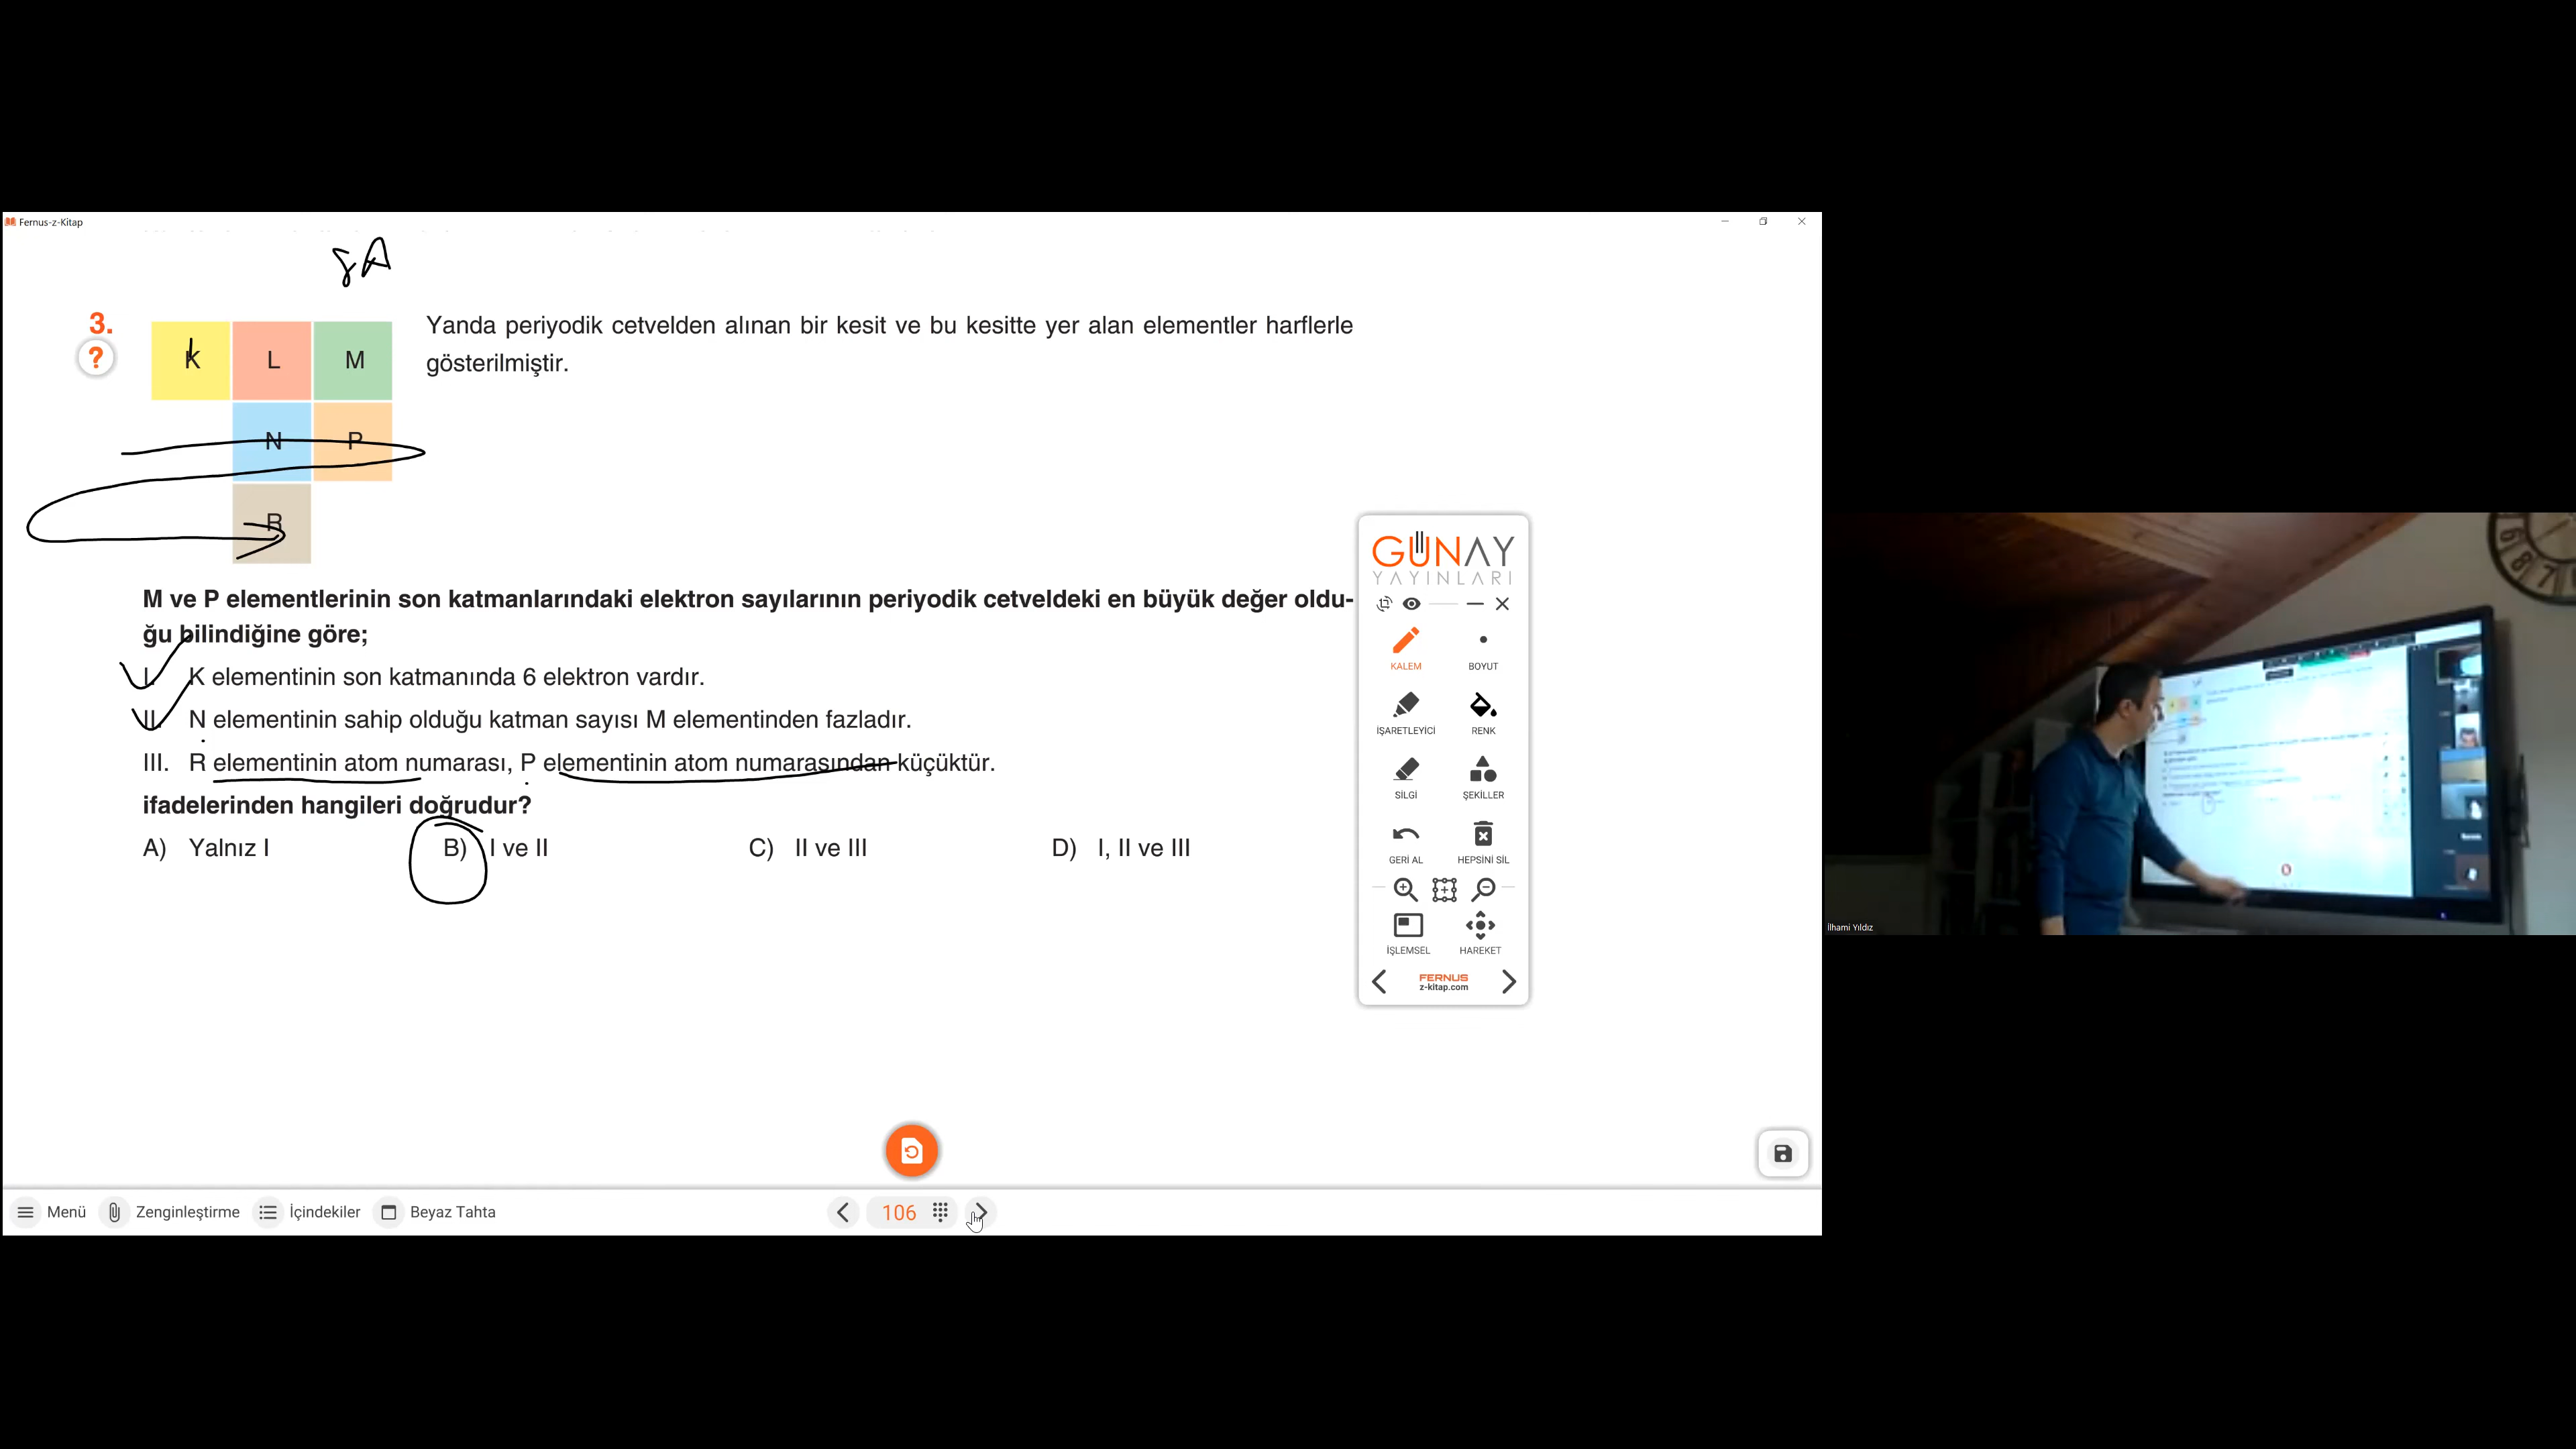 Fernus-z-Kitap
8A
3.
?
K L M
N P
R
Yanda periyodik cetvelden alınan bir kesit ve bu kesitte yer alan elementler harflerle
gösterilmiştir.
M ve P elementlerinin son katmanlarındaki elektron sayılarının periyodik cetveldeki en büyük değer oldu-
ğu bilindiğine göre;
I. K elementinin son katmanında 6 elektron vardır.
II. N elementinin sahip olduğu katman sayısı M elementinden fazladır.
III. R elementinin atom numarası, P elementinin atom numarasından küçüktür.
ifadelerinden hangileri doğrudur?
A) Yalnız I B) I ve II C) II ve III D) I, II ve III
GÜNAY
YAYINLARI
KALEM BOYUT
İŞARETLEYİCİ RENK
SİLGİ ŞEKİLLER
GERİ AL HEPSİNİ SİL
İŞLEMSEL HAREKET
FERNUS
z-kitap.com
İlhami Yıldız
Menü Zenginleştirme İçindekiler Beyaz Tahta 106